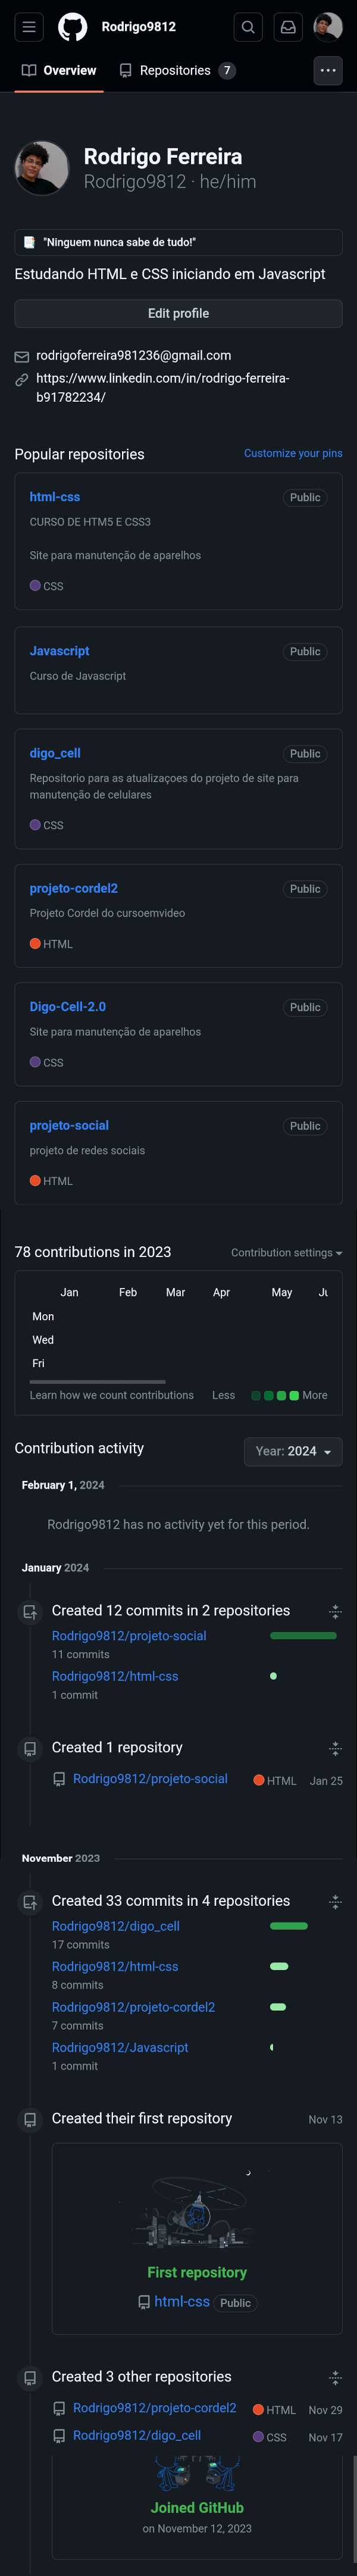 Rodrigo9812
Overview
Repositories 7
Rodrigo Ferreira
Rodrigo9812 · he/him
"Ninguem nunca sabe de tudo!"
Estudando HTML e CSS iniciando em Javascript
Edit profile
rodrigoferreira981236@gmail.com
https://www.linkedin.com/in/rodrigo-ferreira-
b91782234/
Popular repositories
Customize your pins
html-css
Public
CURSO DE HTM5 E CSS3
Site para manutenção de aparelhos
CSS
Javascript
Public
Curso de Javascript
digo_cell
Public
Repositorio para as atualizaçoes do projeto de site para
manutenção de celulares
CSS
projeto-cordel2
Public
Projeto Cordel do cursoemvideo
HTML
Digo-Cell-2.0
Public
Site para manutenção de aparelhos
CSS
projeto-social
Public
projeto de redes sociais
HTML
78 contributions in 2023
Contribution settings
Jan Feb Mar Apr May
Mon
Wed
Fri
Learn how we count contributions
Less
More
Contribution activity
Year: 2024
February 1, 2024
Rodrigo9812 has no activity yet for this period.
January 2024
Created 12 commits in 2 repositories
Rodrigo9812/projeto-social
11 commits
Rodrigo9812/html-css
1 commit
Created 1 repository
Rodrigo9812/projeto-social
HTML
Jan 25
November 2023
Created 33 commits in 4 repositories
Rodrigo9812/digo_cell
17 commits
Rodrigo9812/html-css
8 commits
Rodrigo9812/projeto-cordel2
7 commits
Rodrigo9812/Javascript
1 commit
Created their first repository
Nov 13
First repository
html-css Public
Created 3 other repositories
Rodrigo9812/projeto-cordel2
HTML
Nov 29
Rodrigo9812/digo_cell
CSS
Nov 17
Joined GitHub
on November 12, 2023